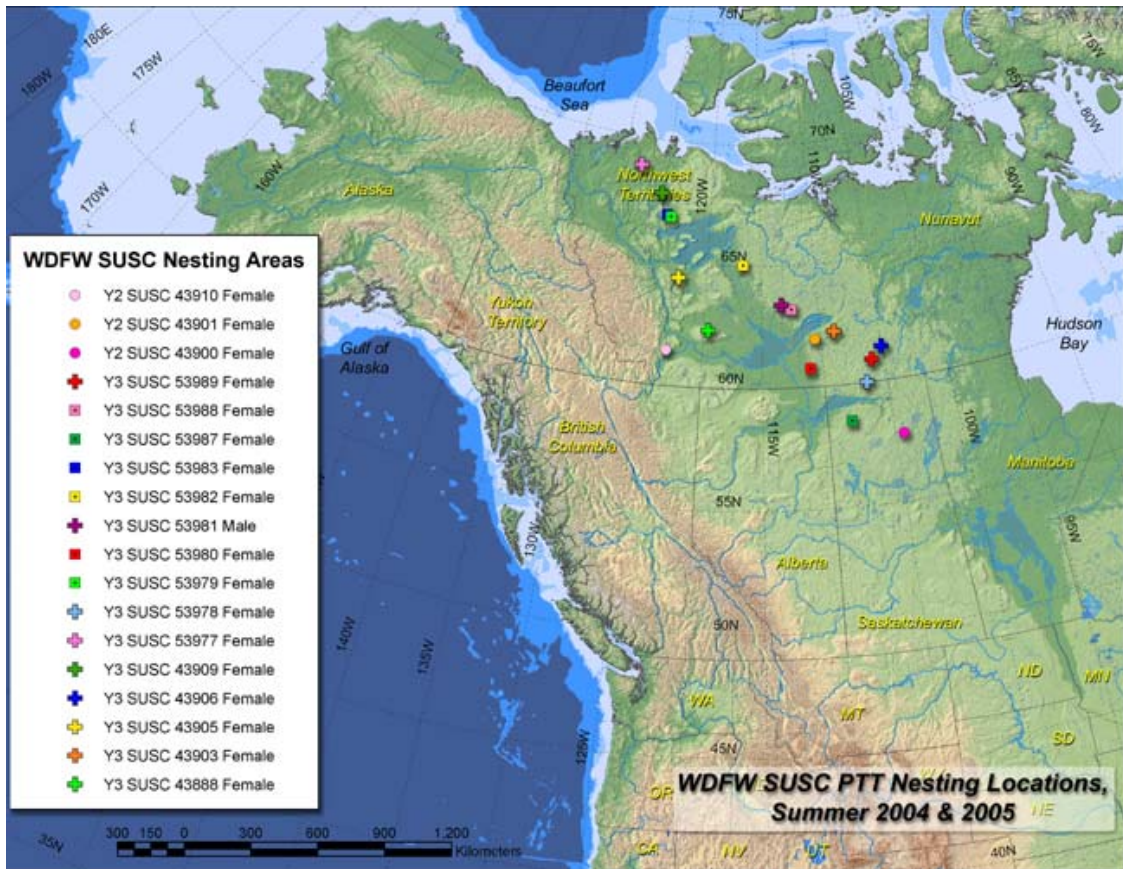 75W
180E
175W
180W
Beaufort
Sea
105W
75W
85W
80W
170W
160W
70W
110W
90W
Alaska
Northwest
Territories
120W
Nunavut
65W
WDFW SUSC Nesting Areas
Y2 SUSC 43910 Female
Y2 SUSC 43901 Female
Y2 SUSC 43900 Female
Y3 SUSC 53989 Female
Y3 SUSC 53988 Female
Y3 SUSC 53987 Female
Y3 SUSC 53983 Female
Y3 SUSC 53982 Female
Y3 SUSC 53981 Male
Y3 SUSC 53980 Female
Y3 SUSC 53979 Female
Y3 SUSC 53978 Female
Y3 SUSC 53977 Female
Y3 SUSC 43909 Female
Y3 SUSC 43906 Female
Y3 SUSC 43905 Female
Y3 SUSC 43903 Female
Y3 SUSC 43888 Female
Yukon
Territory
Gulf of
Alaska
Hudson
Bay
60N
British
Columbia
115W
100W
Manitoba
55N
130W
95W
Alberta
50N
Saskatchewan
140W
135W
ND
MN
WA
MT
125W
45N
SD
OR
WDFW SUSC PTT Nesting Locations,
Summer 2004 & 2005
NE
35N
300 150 0 300 600 900 1,200
Kilometers
CA
NV
UT
40N